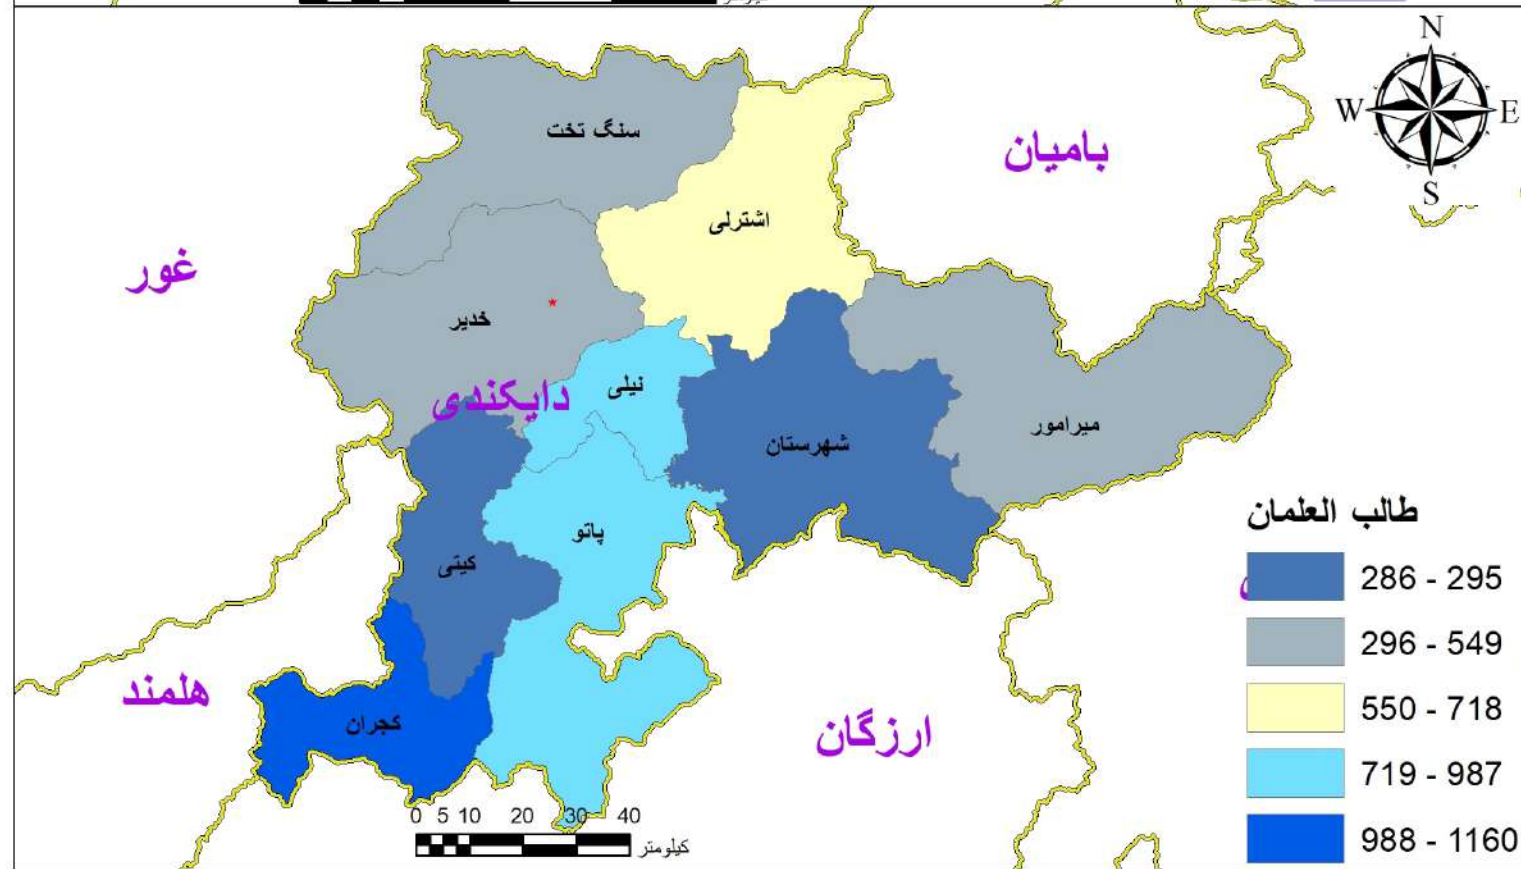 کیلومتر
N
W E
S
سنگ تخت
بامیان
اشترلی
غور
خدیر
دایکندی
نیلی
میرامور
شهرستان
پاتو
کیتی
هلمند
کجران
ارزگان
طالب العلمان
286 - 295
296 - 549
550 - 718
719 - 987
988 - 1160
0 5 10 20 30 40
کیلومتر